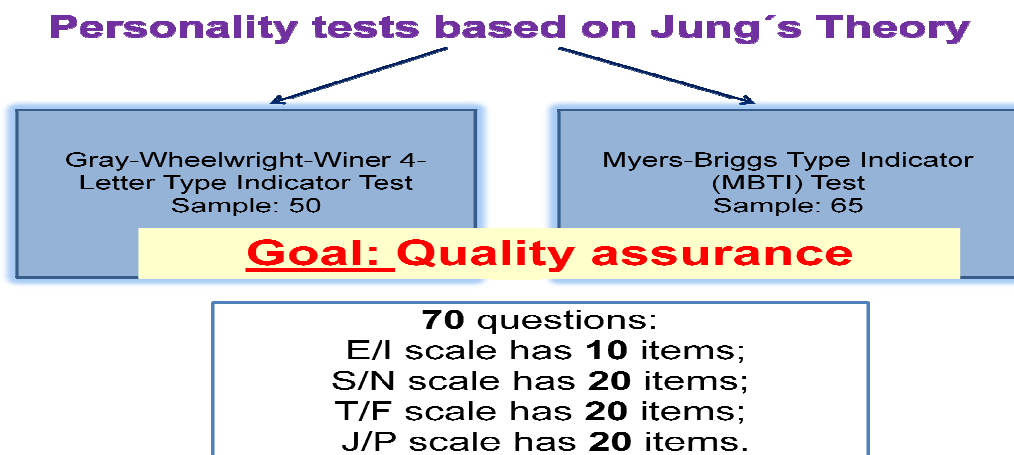 Personality tests based on Jung´s Theory
Gray-Wheelwright-Winer 4-
Letter Type Indicator Test
Sample: 50
Myers-Briggs Type Indicator
(MBTI) Test
Sample: 65
Goal: Quality assurance
70 questions:
E/I scale has 10 items;
S/N scale has 20 items;
T/F scale has 20 items;
J/P scale has 20 items.